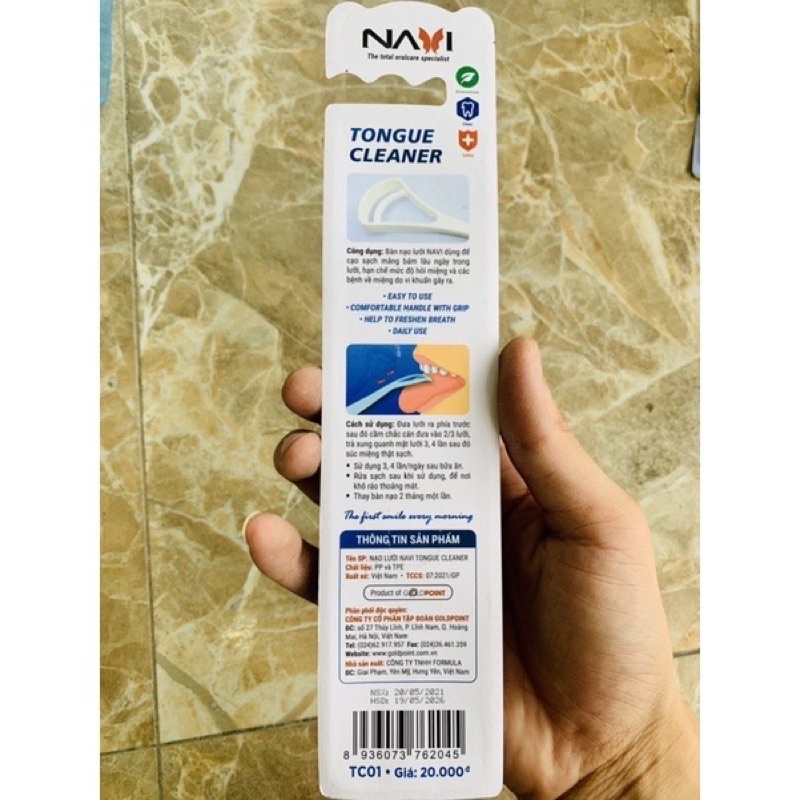 NAVI
The total oralcare specialist
TONGUE
CLEANER
Công dụng: Bàn nạo lưỡi NAVI dùng để
cạo sạch mảng bám lâu ngày trong
lưỡi, hạn chế mức độ hôi miệng và các
bệnh về miệng do vi khuẩn gây ra.
• EASY TO USE
• COMFORTABLE HANDLE WITH GRIP
• HELP TO FRESHEN BREATH
• DAILY USE
Cách sử dụng: Đưa lưỡi ra phía trước
sau đó cầm chắc cán đưa vào 2/3 lưỡi,
trà xung quanh mặt lưỡi 3, 4 lần sau đó
súc miệng thật sạch.
• Sử dụng 3, 4 lần/ngày sau bữa ăn.
• Rửa sạch sau khi sử dụng, để nơi
khô ráo thoáng mát.
• Thay bàn nạo 2 tháng một lần.
The first smile every morning
THÔNG TIN SẢN PHẨM
Tên SP: NẠO LƯỠI NAVI TONGUE CLEANER
Chất liệu: PP và TPE
Xuất xứ: Việt Nam • TCCS: 07:2021/GP
Product of GOLDPOINT
Phân phối độc quyền:
CÔNG TY CỔ PHẦN TẬP ĐOÀN GOLDPOINT
ĐC: số 27 Thúy Lĩnh, P. Lĩnh Nam, Q. Hoàng
Mai, Hà Nội, Việt Nam
Tel: (024)62.917.957 Fax: (024)36.461.359
Website: www.goldpoint.com.vn
Nhà sản xuất: CÔNG TY TNHH FORMULA
ĐC: Giai Phạm, Yên Mỹ, Hưng Yên, Việt Nam
NSX: 20/05/2021
HSD: 19/05/2026
8 936073 762045
TC01 • Giá: 20.000đ